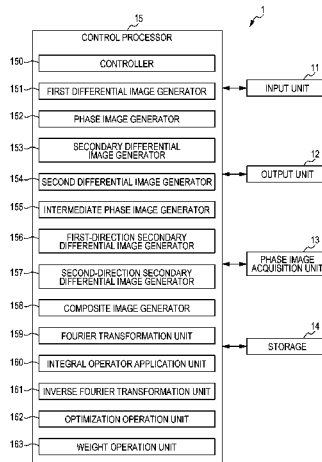 15
1
CONTROL PROCESSOR
150
CONTROLLER
151
FIRST DIFFERENTIAL IMAGE GENERATOR
11
INPUT UNIT
152
PHASE IMAGE GENERATOR
153
SECONDARY DIFFERENTIAL
IMAGE GENERATOR
12
OUTPUT UNIT
154
SECOND DIFFERENTIAL IMAGE GENERATOR
155
INTERMEDIATE PHASE IMAGE GENERATOR
156
FIRST-DIRECTION SECONDARY
DIFFERENTIAL IMAGE GENERATOR
13
PHASE IMAGE
ACQUISITION UNIT
157
SECOND-DIRECTION SECONDARY
DIFFERENTIAL IMAGE GENERATOR
158
COMPOSITE IMAGE GENERATOR
14
STORAGE
159
FOURIER TRANSFORMATION UNIT
160
INTEGRAL OPERATOR APPLICATION UNIT
161
INVERSE FOURIER TRANSFORMATION UNIT
162
OPTIMIZATION OPERATION UNIT
163
WEIGHT OPERATION UNIT